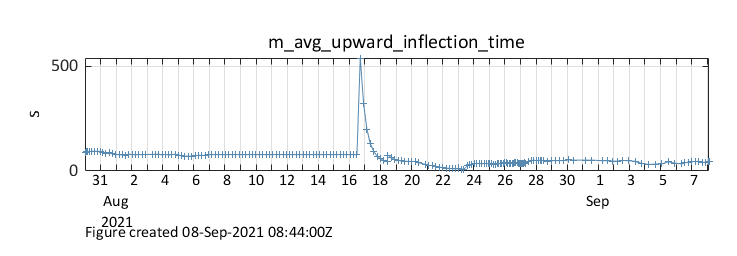 m_avg_upward_inflection_time
500
s
0
31 2 4 6 8 10 12 14 16 18 20 22 24 26 28 30 1 3 5 7
Aug Sep
2021
Figure created 08-Sep-2021 08:44:00Z